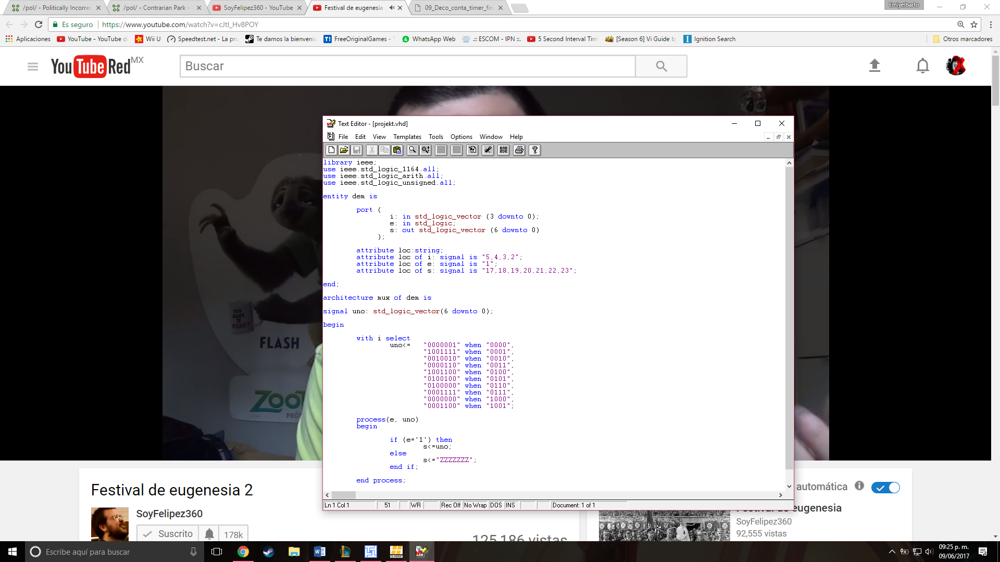 /pol/ - Politically Incorrec
/pol/ - Contrarian Park -
SoyFelipez360 - YouTube
Festival de eugenesia
09_Deco_conta_timer_fin
Emiyelbarto
Es seguro
https://www.youtube.com/watch?v=cJtI_Hv8POY
Aplicaciones
YouTube - YouTube de
Wii U
Speedtest.net - La pru
Te damos la bienvenic
FreeOriginalGames - T
WhatsApp Web
.:: ESCOM - IPN ::.
5 Second Interval Time
[Season 6] Vi Guide by
Ignition Search
Otros marcadores
YouTube Red MX
Buscar
Text Editor - [projekt.vhd]
File Edit View Templates Tools Options Window Help
library ieee;
use ieee.std_logic_1164.all;
use ieee.std_logic_arith.all;
use ieee.std_logic_unsigned.all;
entity dem is
port (
i: in std_logic_vector (3 downto 0);
e: in std_logic;
s: out std_logic_vector (6 downto 0)
);
attribute loc:string;
attribute loc of i: signal is "5,4,3,2";
attribute loc of e: signal is "1";
attribute loc of s: signal is "17,18,19,20,21,22,23";
end;
architecture mux of dem is
signal uno: std_logic_vector(6 downto 0);
begin
with i select
uno<= "0000001" when "0000",
"1001111" when "0001",
"0010010" when "0010",
"0000110" when "0011",
"1001100" when "0100",
"0100100" when "0101",
"0100000" when "0110",
"0001111" when "0111",
"0000000" when "1000",
"0001100" when "1001";
process(e, uno)
begin
if (e='1') then
s<=uno;
else
s<="ZZZZZZZ";
end if;
end process;
Ln 1 Col 1
51
WR
Rec Off
No Wrap
DOS
INS
Document: 1 of 1
YOU WANT IT WHEN?
FLASH
ZOO
Festival de eugenesia 2
SoyFelipez360
Suscrito
178k
125,186 vistas
automática
Festival de eugenesia
SoyFelipez360
92,555 vistas
Escribe aquí para buscar
CLASSIC
09:25 p. m.
09/06/2017